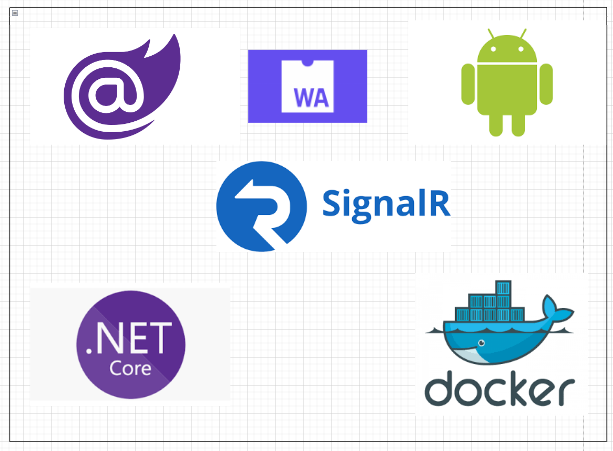 @
WA
SignalR
.NET
Core
docker